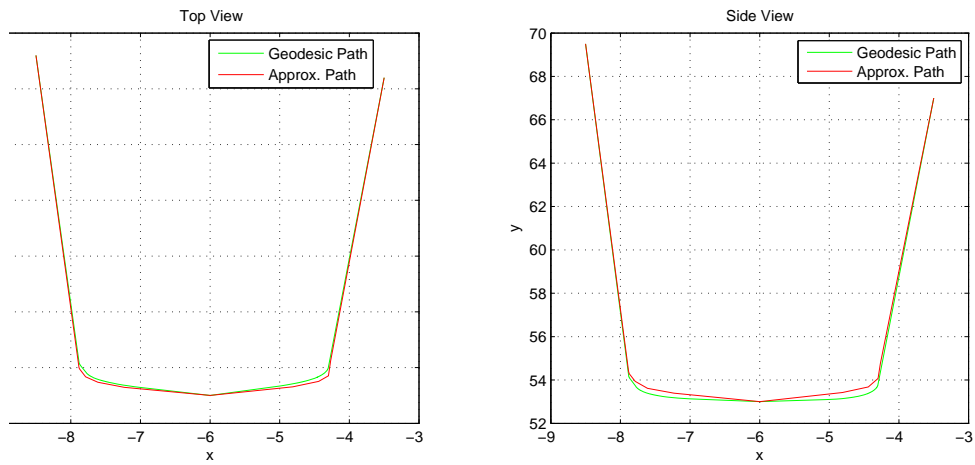 Top View
Geodesic Path
Approx. Path
−8 −7 −6 −5 −4 −3
x
Side View
Geodesic Path
Approx. Path
70
68
66
64
62
60
58
56
54
52
y
−9 −8 −7 −6 −5 −4 −3
x